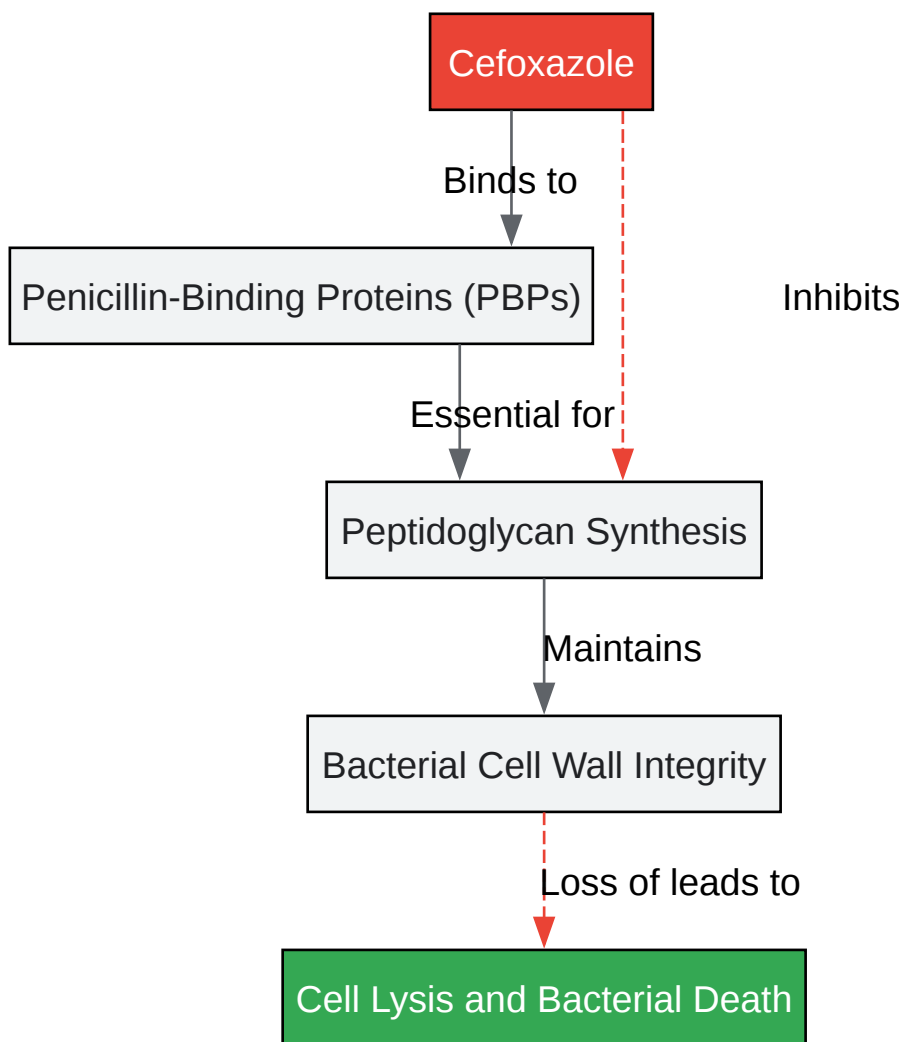 Cefoxazole
Binds to
Penicillin-Binding Proteins (PBPs)
Inhibits
Essential for
Peptidoglycan Synthesis
Maintains
Bacterial Cell Wall Integrity
Loss of leads to
Cell Lysis and Bacterial Death